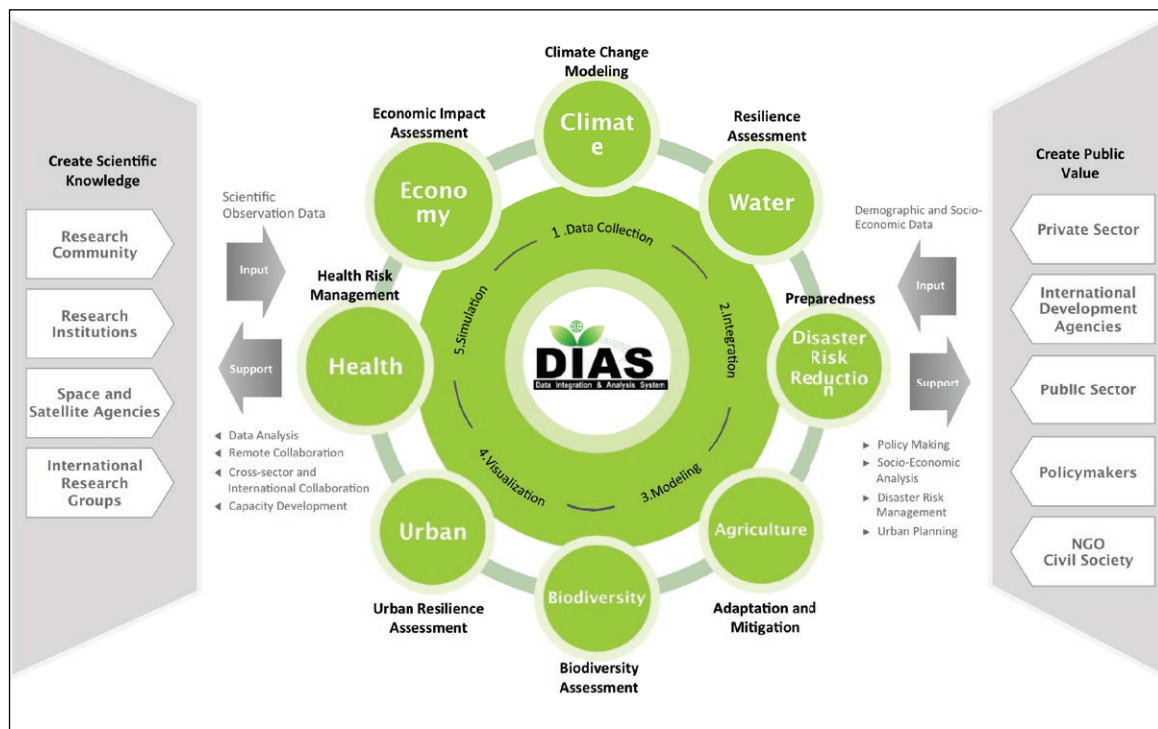 Create Scientific
Knowledge
Research
Community
Research
Institutions
Space and
Satellite Agencies
International
Research
Groups
Scientific
Observation Data
Input
Support
◄ Data Analysis
◄ Remote Collaboration
◄ Cross-sector and
International Collaboration
◄ Capacity Development
Climate Change
Modeling
Climat
e
Economic Impact
Assessment
Econo
my
Resilience
Assessment
Water
Health Risk
Management
Health
Preparedness
Disaster
Risk
Reductio
n
Urban
Urban Resilience
Assessment
Biodiversity
Biodiversity
Assessment
Agriculture
Adaptation and
Mitigation
1.Data Collection
2.Integration
3.Modeling
4.Visualization
5.Simulation
DIAS
Data Integration & Analysis System
Demographic and Socio-
Economic Data
Input
Support
► Policy Making
► Socio-Economic
Analysis
► Disaster Risk
Management
► Urban Planning
Create Public
Value
Private Sector
International
Development
Agencies
Public Sector
Policymakers
NGO
Civil Society